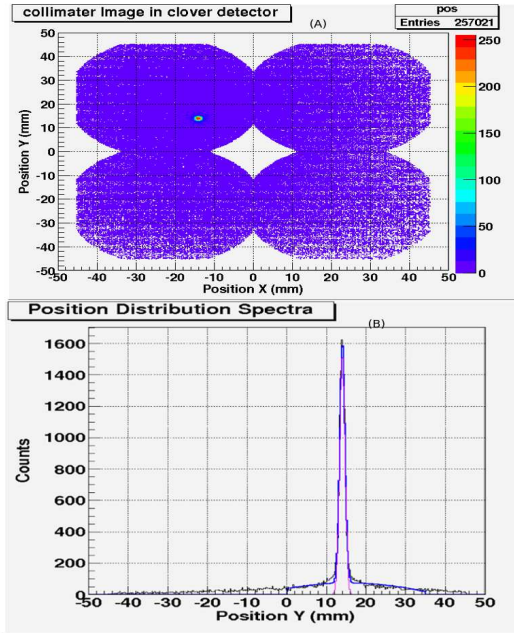 collimater Image in clover detector
(A)
pos
Entries 257021
50
40
30
20
10
0
-10
-20
-30
-40
-50
Position Y (mm)
-50 -40 -30 -20 -10 0 10 20 30 40 50
Position X (mm)
250
200
150
100
50
0
Position Distribution Spectra
(B)
1600
1400
1200
1000
800
600
400
200
0
Counts
-50 -40 -30 -20 -10 0 10 20 30 40 50
Position Y (mm)